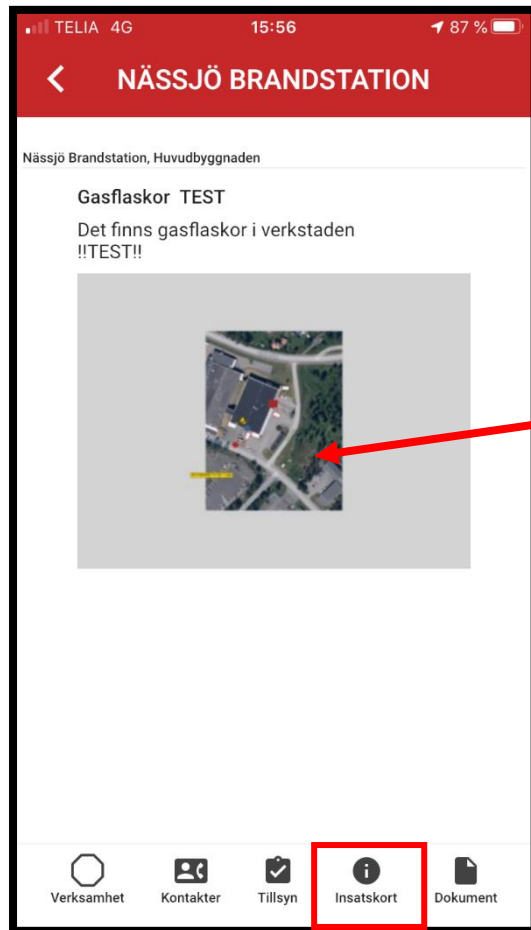 TELIA 4G 15:56 87 %
NÄSSJÖ BRANDSTATION
Nässjö Brandstation, Huvudbyggnaden
Gasflaskor TEST
Det finns gasflaskor i verkstaden
!!TEST!!
Verksamhet Kontakter Tillsyn Insatskort Dokument